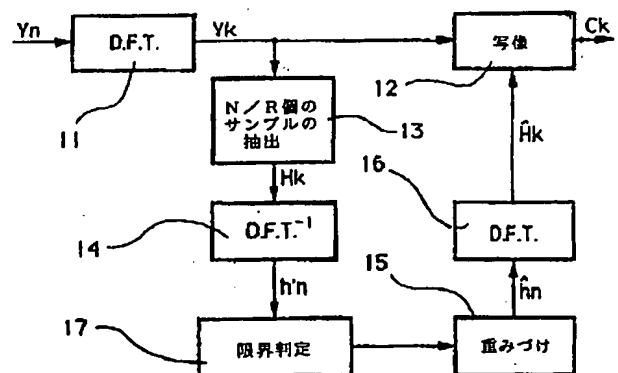 Yn
D.F.T.
Yk
写像
Ck
11
12
N/R個の
サンプルの
抽出
13
Ĥk
Hk
16
D.F.T.⁻¹
D.F.T.
14
15
h'n
ĥn
17
限界判定
重みづけ